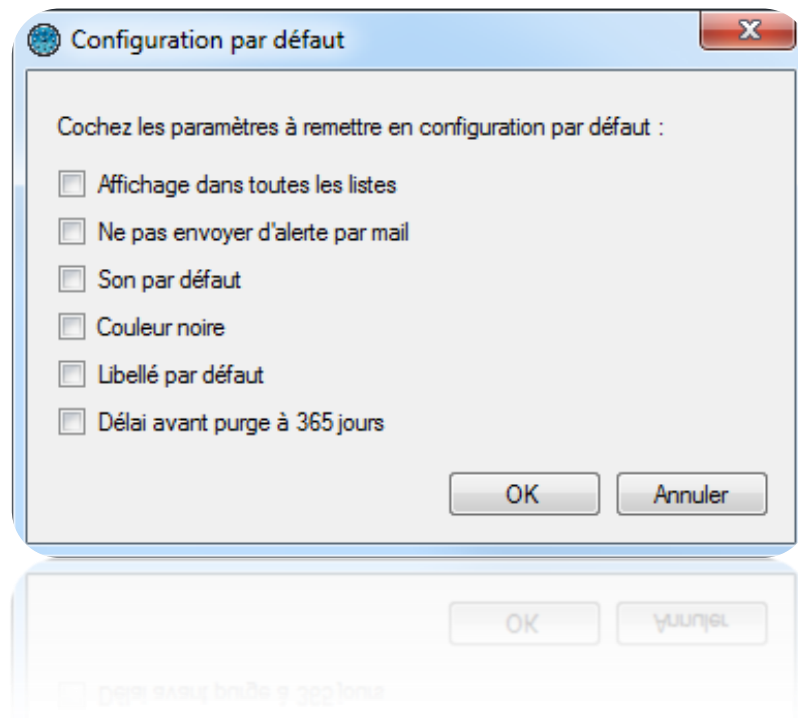 Configuration par défaut
Cochez les paramètres à remettre en configuration par défaut :
Affichage dans toutes les listes
Ne pas envoyer d'alerte par mail
Son par défaut
Couleur noire
Libellé par défaut
Délai avant purge à 365 jours
OK Annuler